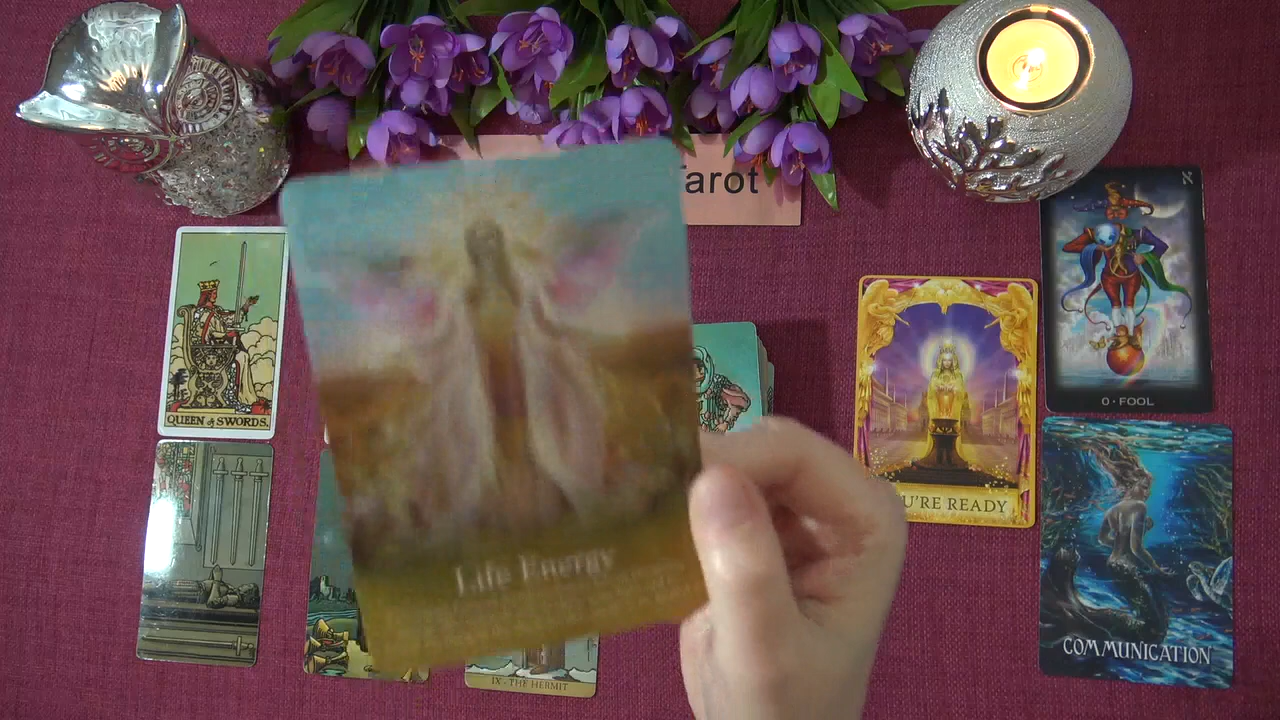 Tarot
QUEEN of SWORDS.
0 · FOOL
U'RE READY
Life Energy
COMMUNICATION
IX - THE HERMIT